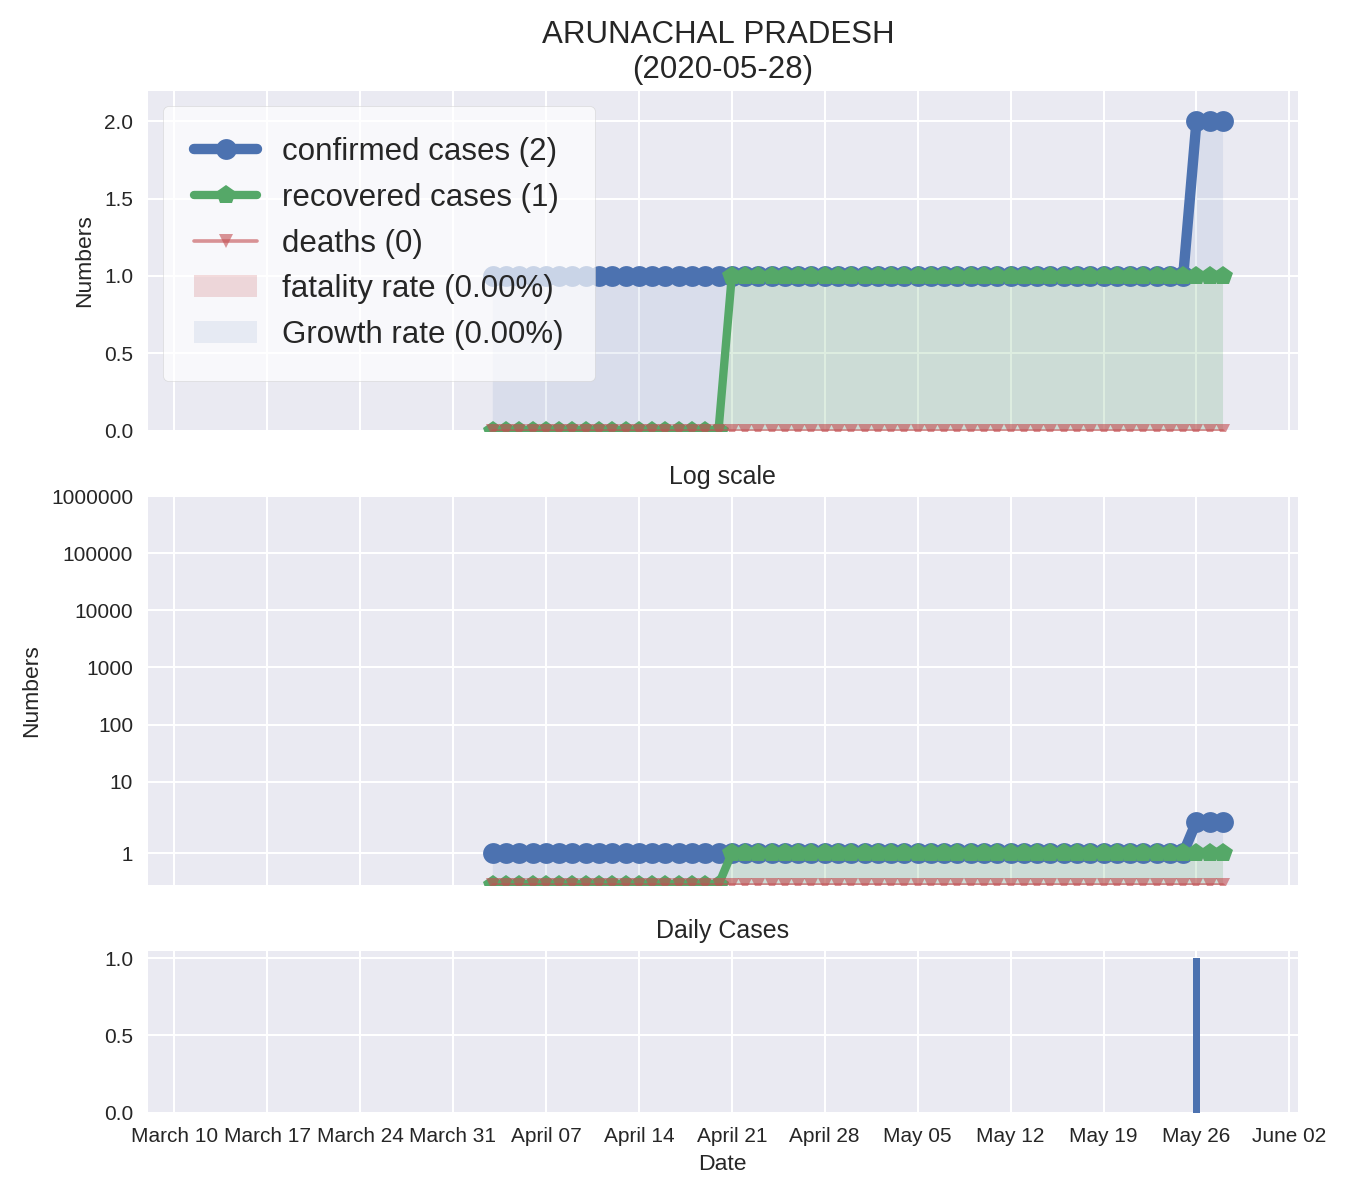 ARUNACHAL PRADESH
(2020-05-28)
2.0
1.5
1.0
0.5
0.0
Numbers
confirmed cases (2)
recovered cases (1)
deaths (0)
fatality rate (0.00%)
Growth rate (0.00%)
Log scale
1000000
100000
10000
1000
100
10
1
Numbers
Daily Cases
1.0
0.5
0.0
March 10 March 17 March 24 March 31 April 07 April 14 April 21 April 28 May 05 May 12 May 19 May 26 June 02
Date